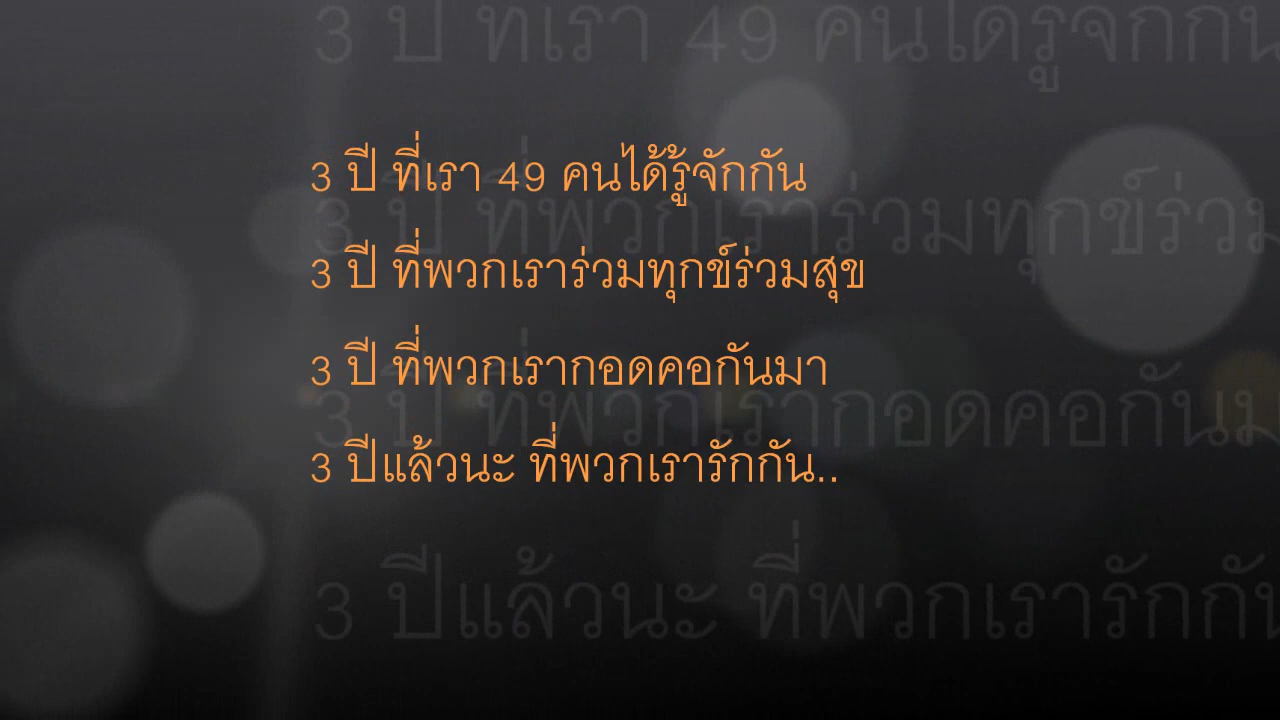 3 ปี ที่เรา 49 คนได้รู้จักกัน
3 ปี ที่พวกเราร่วมทุกข์ร่วมสุข
3 ปี ที่พวกเรากอดคอกันมา
3 ปีแล้วนะ ที่พวกเรารักกัน..